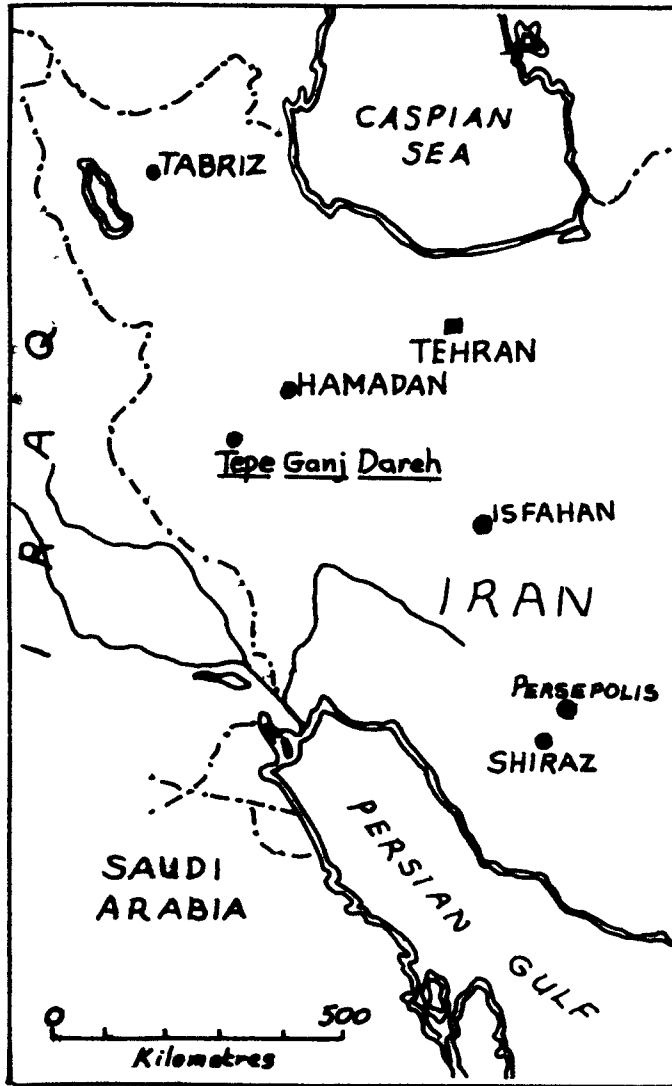 CASPIAN
SEA
TABRIZ
TEHRAN
HAMADAN
Tepe Ganj Dareh
ISFAHAN
IRAQ
IRAN
PERSEPOLIS
SHIRAZ
PERSIAN GULF
SAUDI
ARABIA
0 500
Kilometres